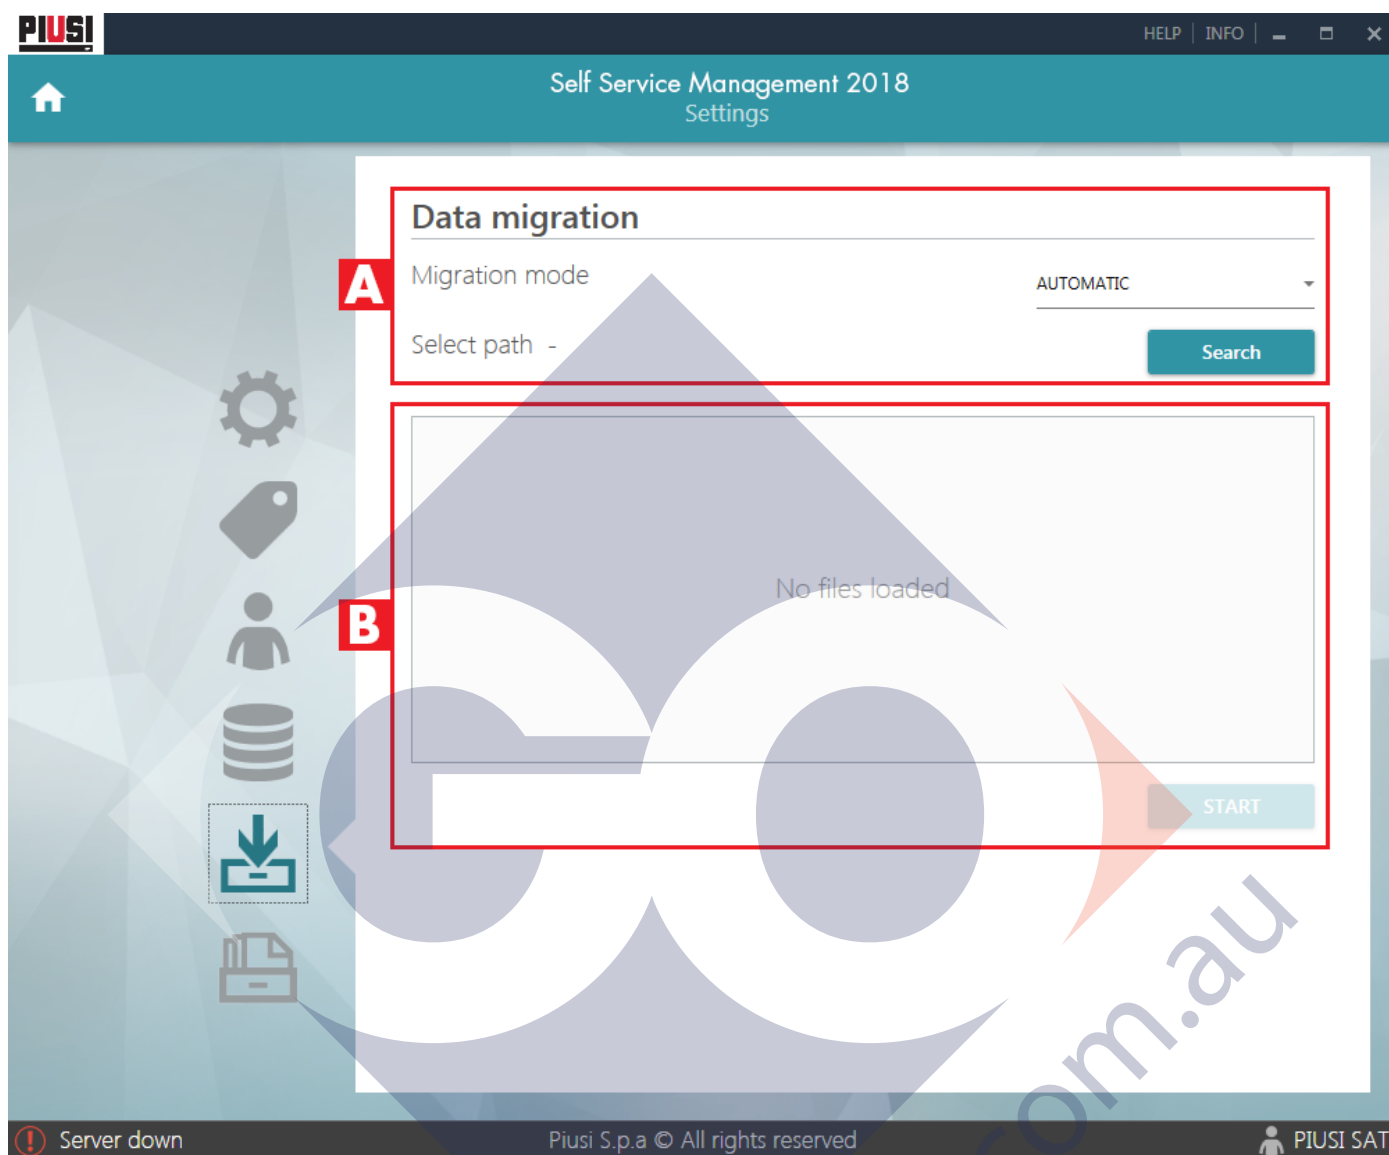 PIUSI
HELP | INFO
Self Service Management 2018
Settings
Data migration
A
Migration mode
AUTOMATIC
Select path -
Search
B
No files loaded
START
GO
com.au
Server down
Piusi S.p.a © All rights reserved
PIUSI SAT